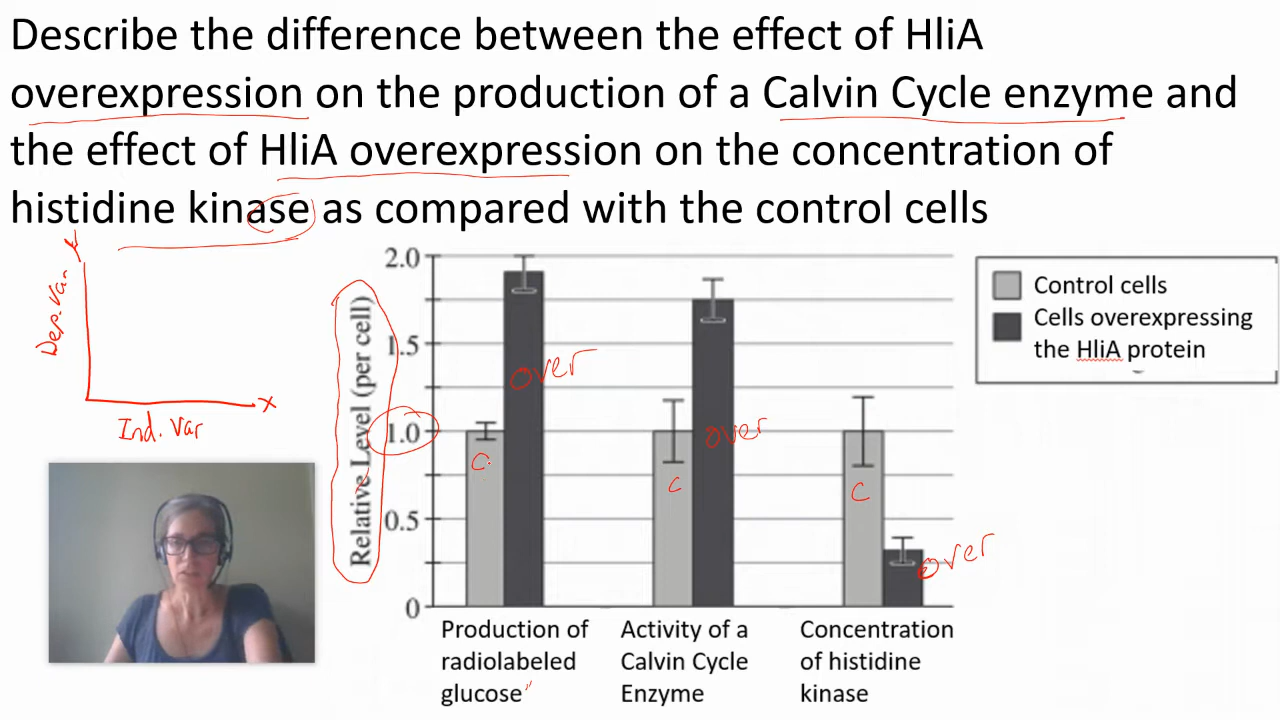 Describe the difference between the effect of HliA
overexpression on the production of a Calvin Cycle enzyme and
the effect of HliA overexpression on the concentration of
histidine kinase as compared with the control cells
Y
Dep. Var
X
Ind. Var
Relative Level (per cell)
2.0
1.5
1.0
0.5
0
C
over
C
over
C
over
Production of
radiolabeled
glucose
Activity of a
Calvin Cycle
Enzyme
Concentration
of histidine
kinase
Control cells
Cells overexpressing
the HliA protein